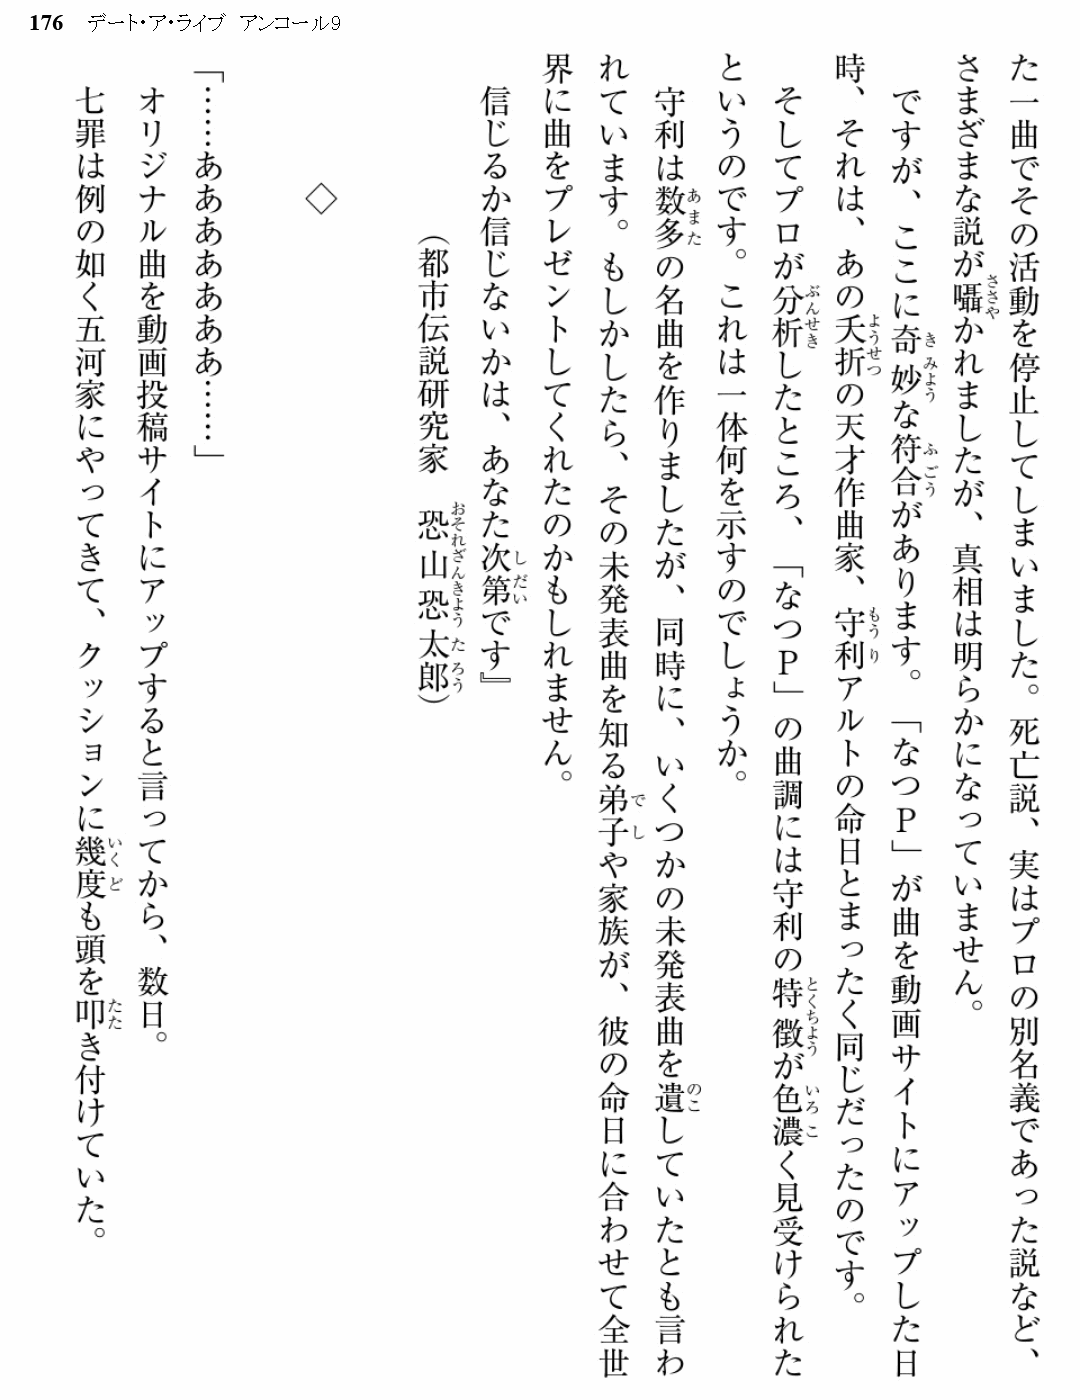 176 デート・ア・ライブ アンコール9
た一曲でその活動を停止してしまいました。死亡説、実はプロの別名義であった説など、
さまざまな説が囁かれましたが、真相は明らかになっていません。
ですが、ここに奇妙な符合があります。「なつP」が曲を動画サイトにアップした日
時、それは、あの夭折の天才作曲家、守利アルトの命日とまったく同じだったのです。
そしてプロが分析したところ、「なつP」の曲調には守利の特徴が色濃く見受けられた
というのです。これは一体何を示すのでしょうか。
守利は数多の名曲を作りましたが、同時に、いくつかの未発表曲を遺していたとも言わ
れています。もしかしたら、その未発表曲を知る弟子や家族が、彼の命日に合わせて全世
界に曲をプレゼントしてくれたのかもしれません。
信じるか信じないかは、あなた次第です』
（都市伝説研究家 恐山恐太郎）
◇
「……あああああああ……」
オリジナル曲を動画投稿サイトにアップすると言ってから、数日。
七罪は例の如く五河家にやってきて、クッションに幾度も頭を叩き付けていた。